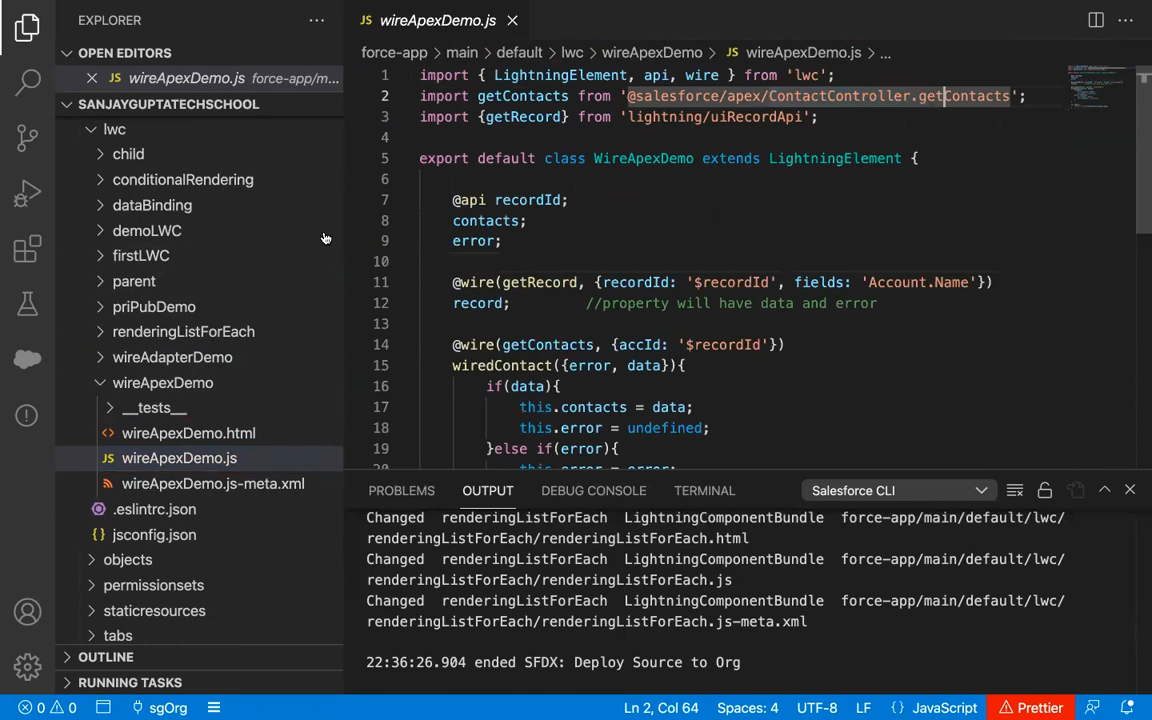 EXPLORER
OPEN EDITORS
JS wireApexDemo.js force-app/m...
SANJAYGUPTATECHSCHOOL
lwc
child
conditionalRendering
dataBinding
demoLWC
firstLWC
parent
priPubDemo
renderingListForEach
wireAdapterDemo
wireApexDemo
__tests__
<> wireApexDemo.html
JS wireApexDemo.js
wireApexDemo.js-meta.xml
.eslintrc.json
{} jsconfig.json
objects
permissionsets
staticresources
tabs
OUTLINE
RUNNING TASKS
JS wireApexDemo.js
force-app > main > default > lwc > wireApexDemo > JS wireApexDemo.js > ...
1 import { LightningElement, api, wire } from 'lwc';
2 import getContacts from '@salesforce/apex/ContactController.getContacts';
3 import {getRecord} from 'lightning/uiRecordApi';
4
5 export default class WireApexDemo extends LightningElement {
6
7 @api recordId;
8 contacts;
9 error;
10
11 @wire(getRecord, {recordId: '$recordId', fields: 'Account.Name'})
12 record; //property will have data and error
13
14 @wire(getContacts, {accId: '$recordId'})
15 wiredContact({error, data}){
16 if(data){
17 this.contacts = data;
18 this.error = undefined;
19 }else if(error){
20 this.error = error;
PROBLEMS OUTPUT DEBUG CONSOLE TERMINAL Salesforce CLI
Changed renderingListForEach LightningComponentBundle force-app/main/default/lwc/
renderingListForEach/renderingListForEach.html
Changed renderingListForEach LightningComponentBundle force-app/main/default/lwc/
renderingListForEach/renderingListForEach.js
Changed renderingListForEach LightningComponentBundle force-app/main/default/lwc/
renderingListForEach/renderingListForEach.js-meta.xml
22:36:26.904 ended SFDX: Deploy Source to Org
0 0 sgOrg Ln 2, Col 64 Spaces: 4 UTF-8 LF {} JavaScript Prettier